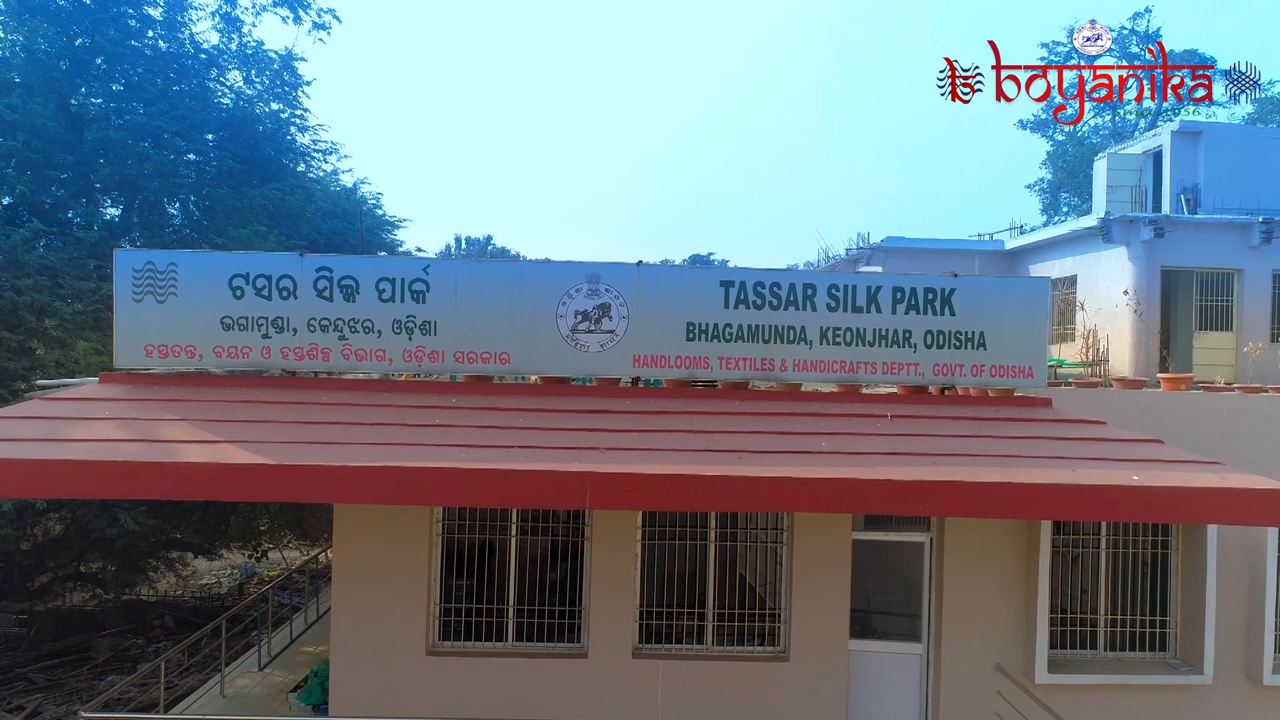 boyanika
ଟସର ସିଲ୍କ ପାର୍କ
ଭଗାମୁଣ୍ଡା, କେନ୍ଦୁଝର, ଓଡ଼ିଶା
ହସ୍ତତନ୍ତ, ବୟନ ଓ ହସ୍ତଶିଳ୍ପ ବିଭାଗ, ଓଡ଼ିଶା ସରକାର
TASSAR SILK PARK
BHAGAMUNDA, KEONJHAR, ODISHA
HANDLOOMS, TEXTILES & HANDICRAFTS DEPTT., GOVT. OF ODISHA